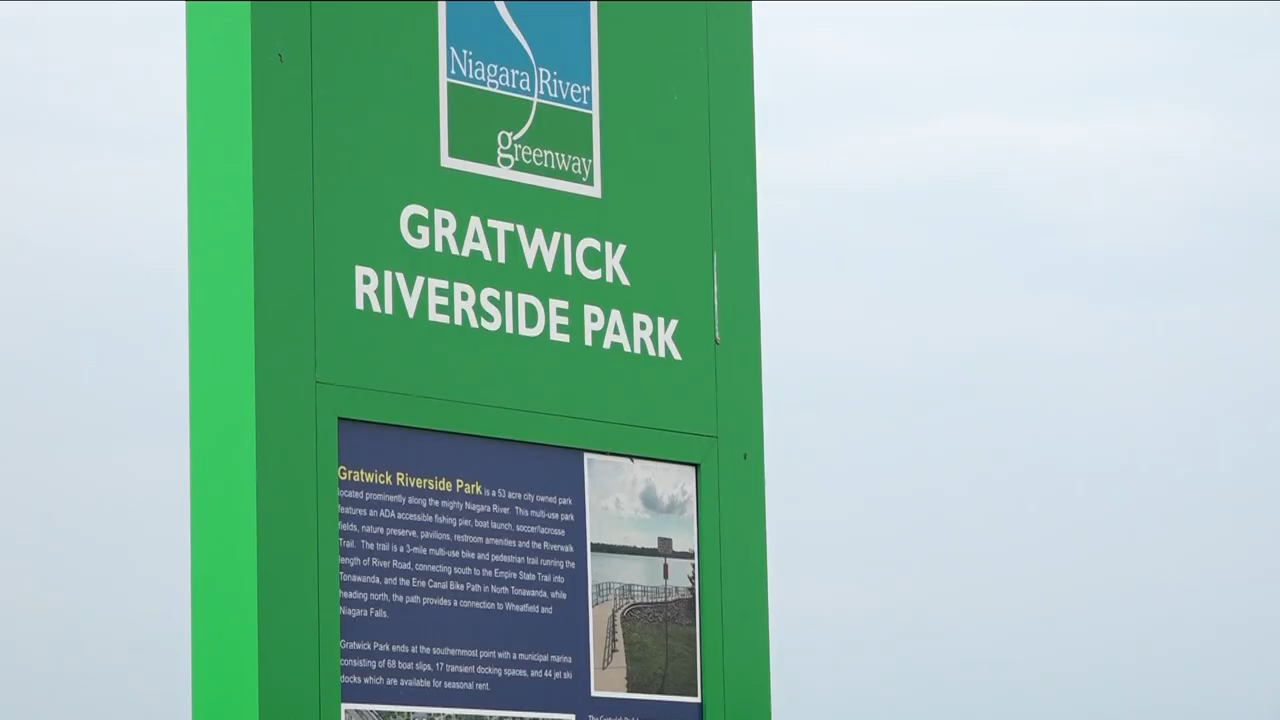 Niagara River
greenway
GRATWICK
RIVERSIDE PARK
Gratwick Riverside Park is a 53 acre city owned park
located prominently along the mighty Niagara River. This multi-use park
features an ADA accessible fishing pier, boat launch, soccer/lacrosse
fields, nature preserve, pavilions, restroom amenities and the Riverwalk
Trail. The trail is a 3-mile multi-use bike and pedestrian trail running the
length of River Road, connecting south to the Empire State Trail into
Tonawanda, and the Erie Canal Bike Path in North Tonawanda, while
heading north, the path provides a connection to Wheatfield and
Niagara Falls.
Gratwick Park ends at the southernmost point with a municipal marina
consisting of 68 boat slips, 17 transient docking spaces, and 44 jet ski
docks which are available for seasonal rent.